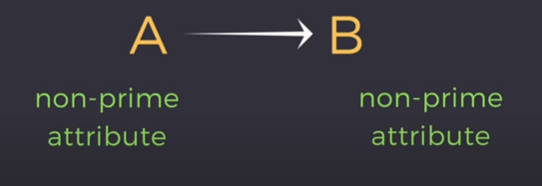 A → B
non-prime non-prime
attribute attribute